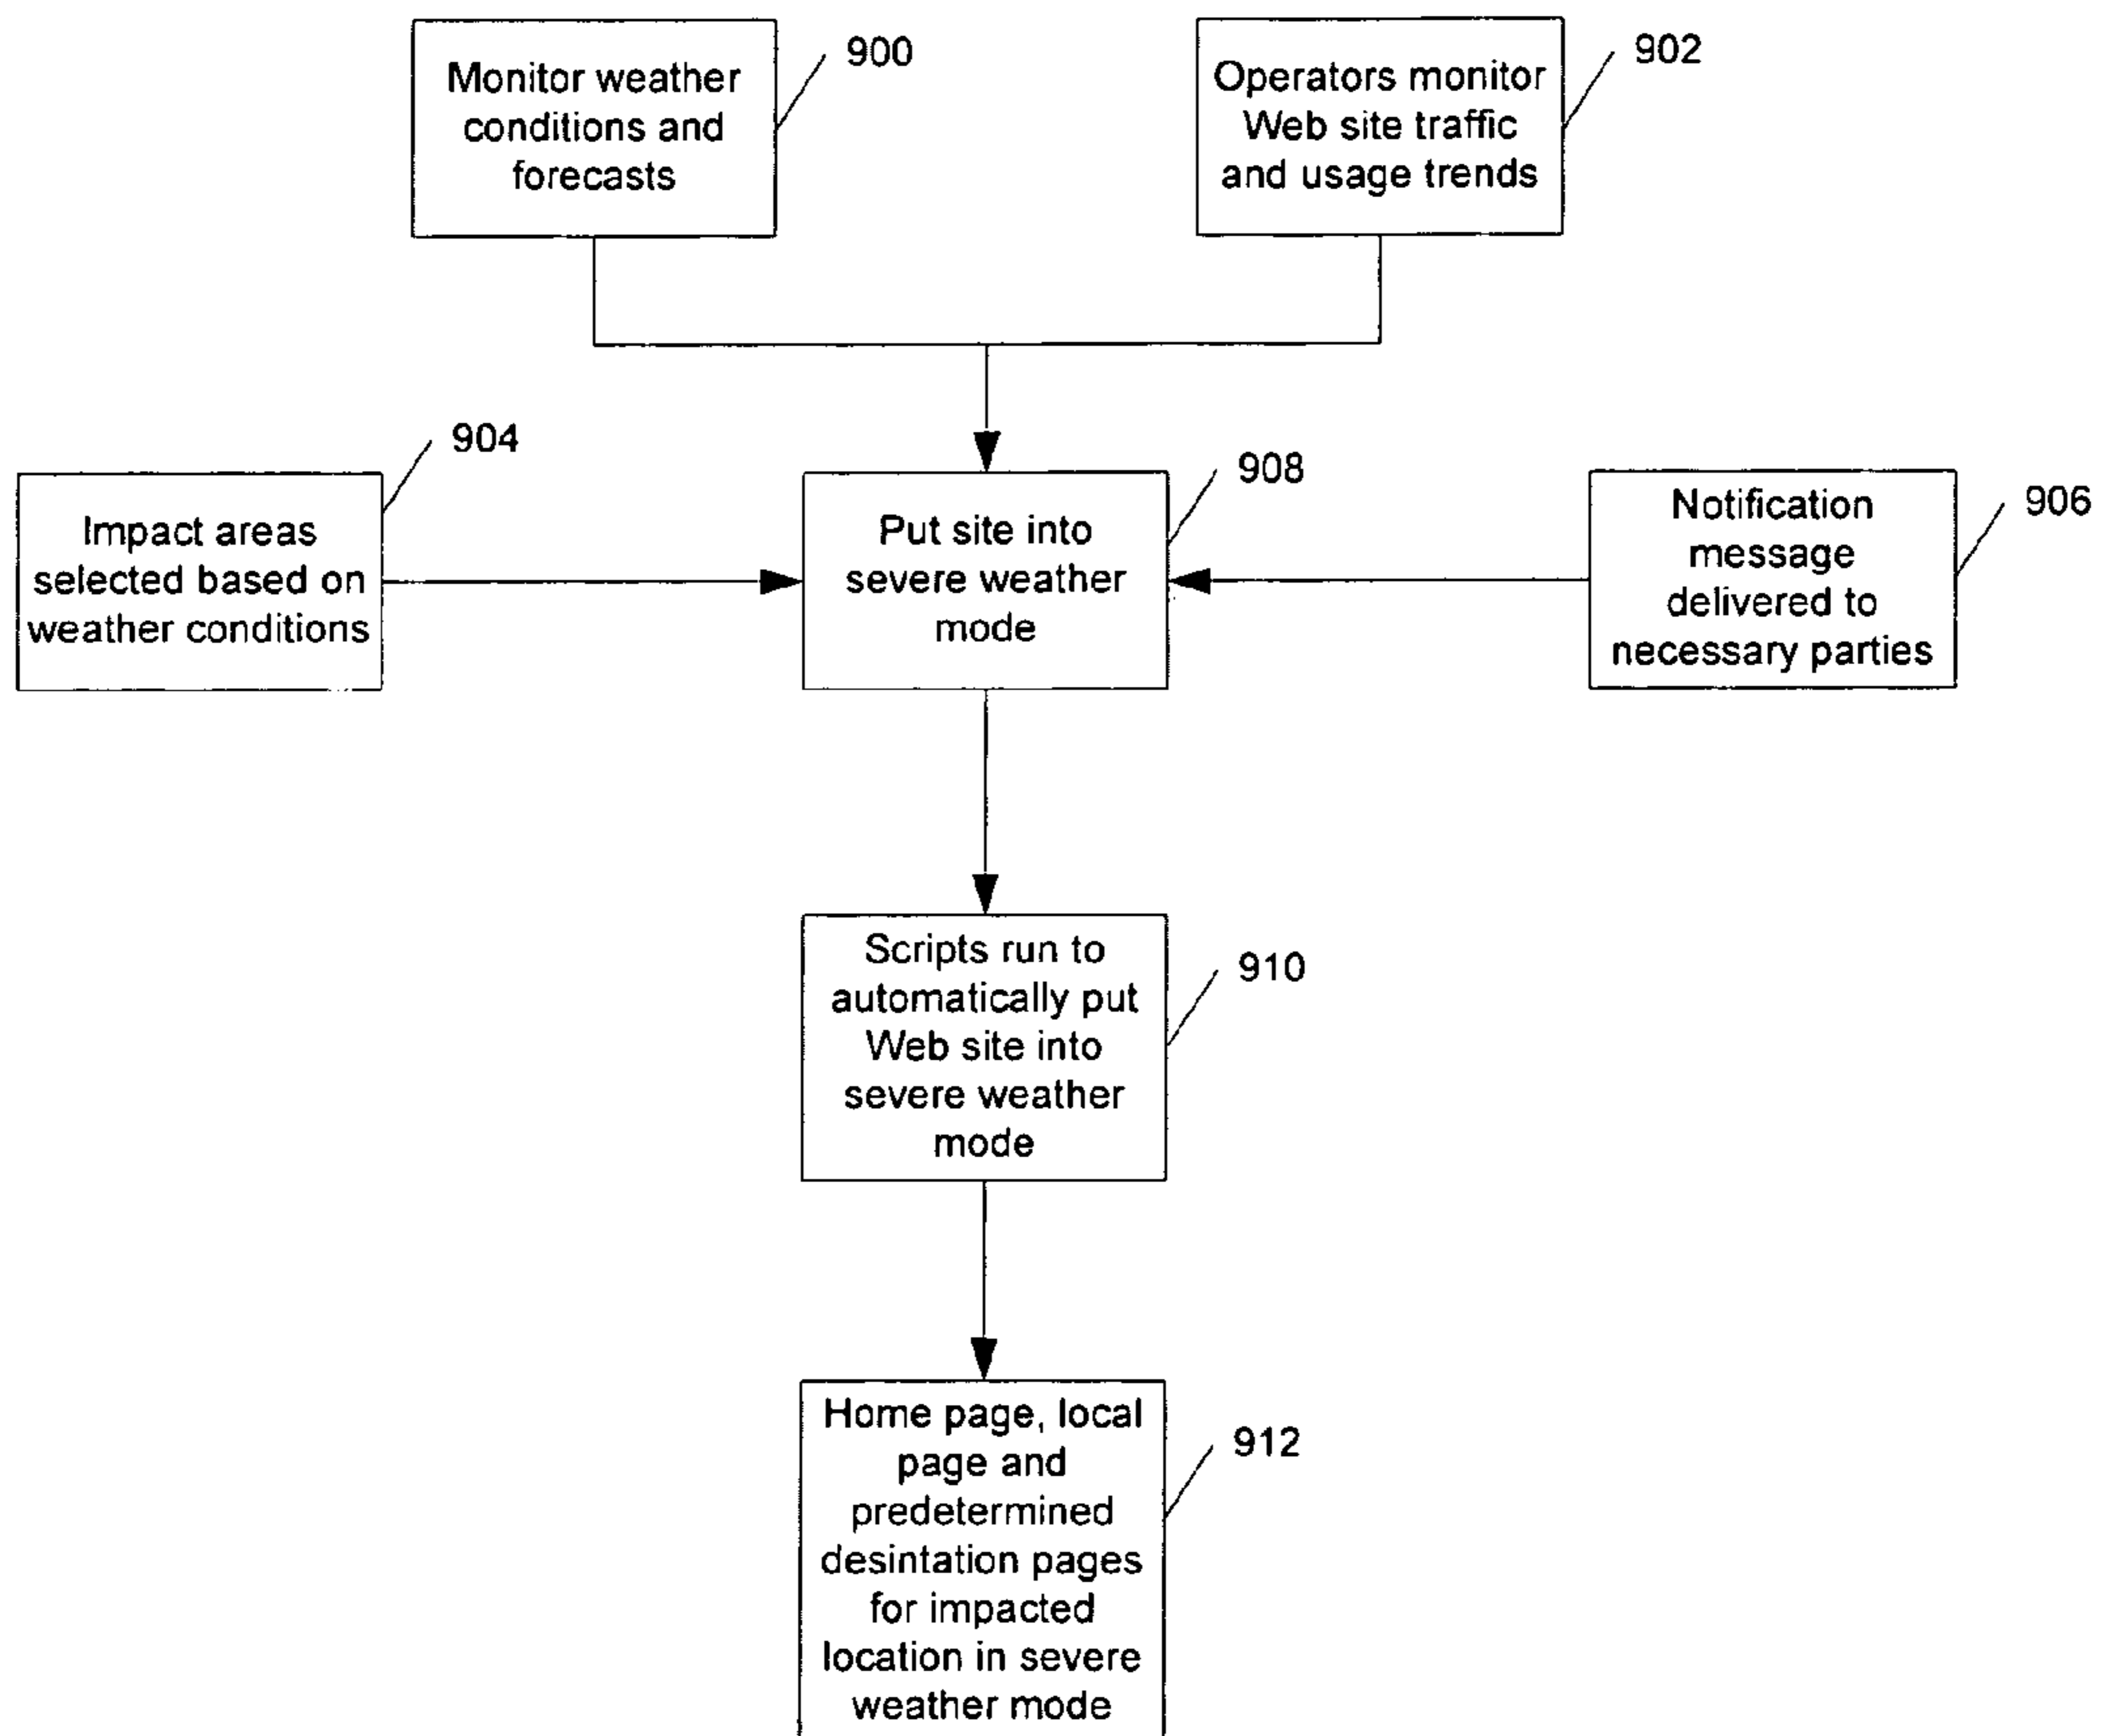 Monitor weather
conditions and
forecasts
900
Operators monitor
Web site traffic
and usage trends
902
904
Impact areas
selected based on
weather conditions
908
Put site into
severe weather
mode
906
Notification
message
delivered to
necessary parties
Scripts run to
automatically put
Web site into
severe weather
mode
910
Home page, local
page and
predetermined
desintation pages
for impacted
location in severe
weather mode
912